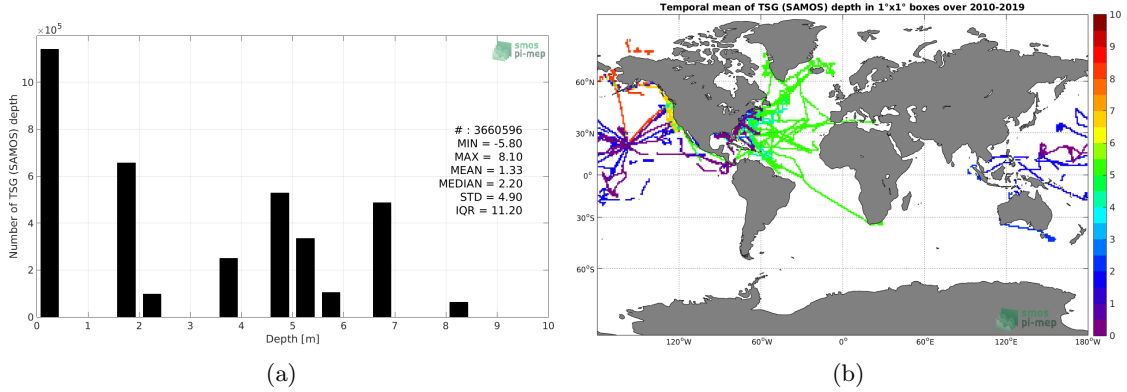 ×10⁵
smos
pi-mep
10
8
6
4
2
0
Number of TSG (SAMOS) depth
# : 3660596
MIN = -5.80
MAX = 8.10
MEAN = 1.33
MEDIAN = 2.20
STD = 4.90
IQR = 11.20
0 1 2 3 4 5 6 7 8 9 10
Depth [m]
(a)
Temporal mean of TSG (SAMOS) depth in 1°x1° boxes over 2010-2019
60°N
30°N
0°
30°S
60°S
120°W 60°W 0° 60°E 120°E 180°W
smos
pi-mep
10
9
8
7
6
5
4
3
2
1
0
(b)